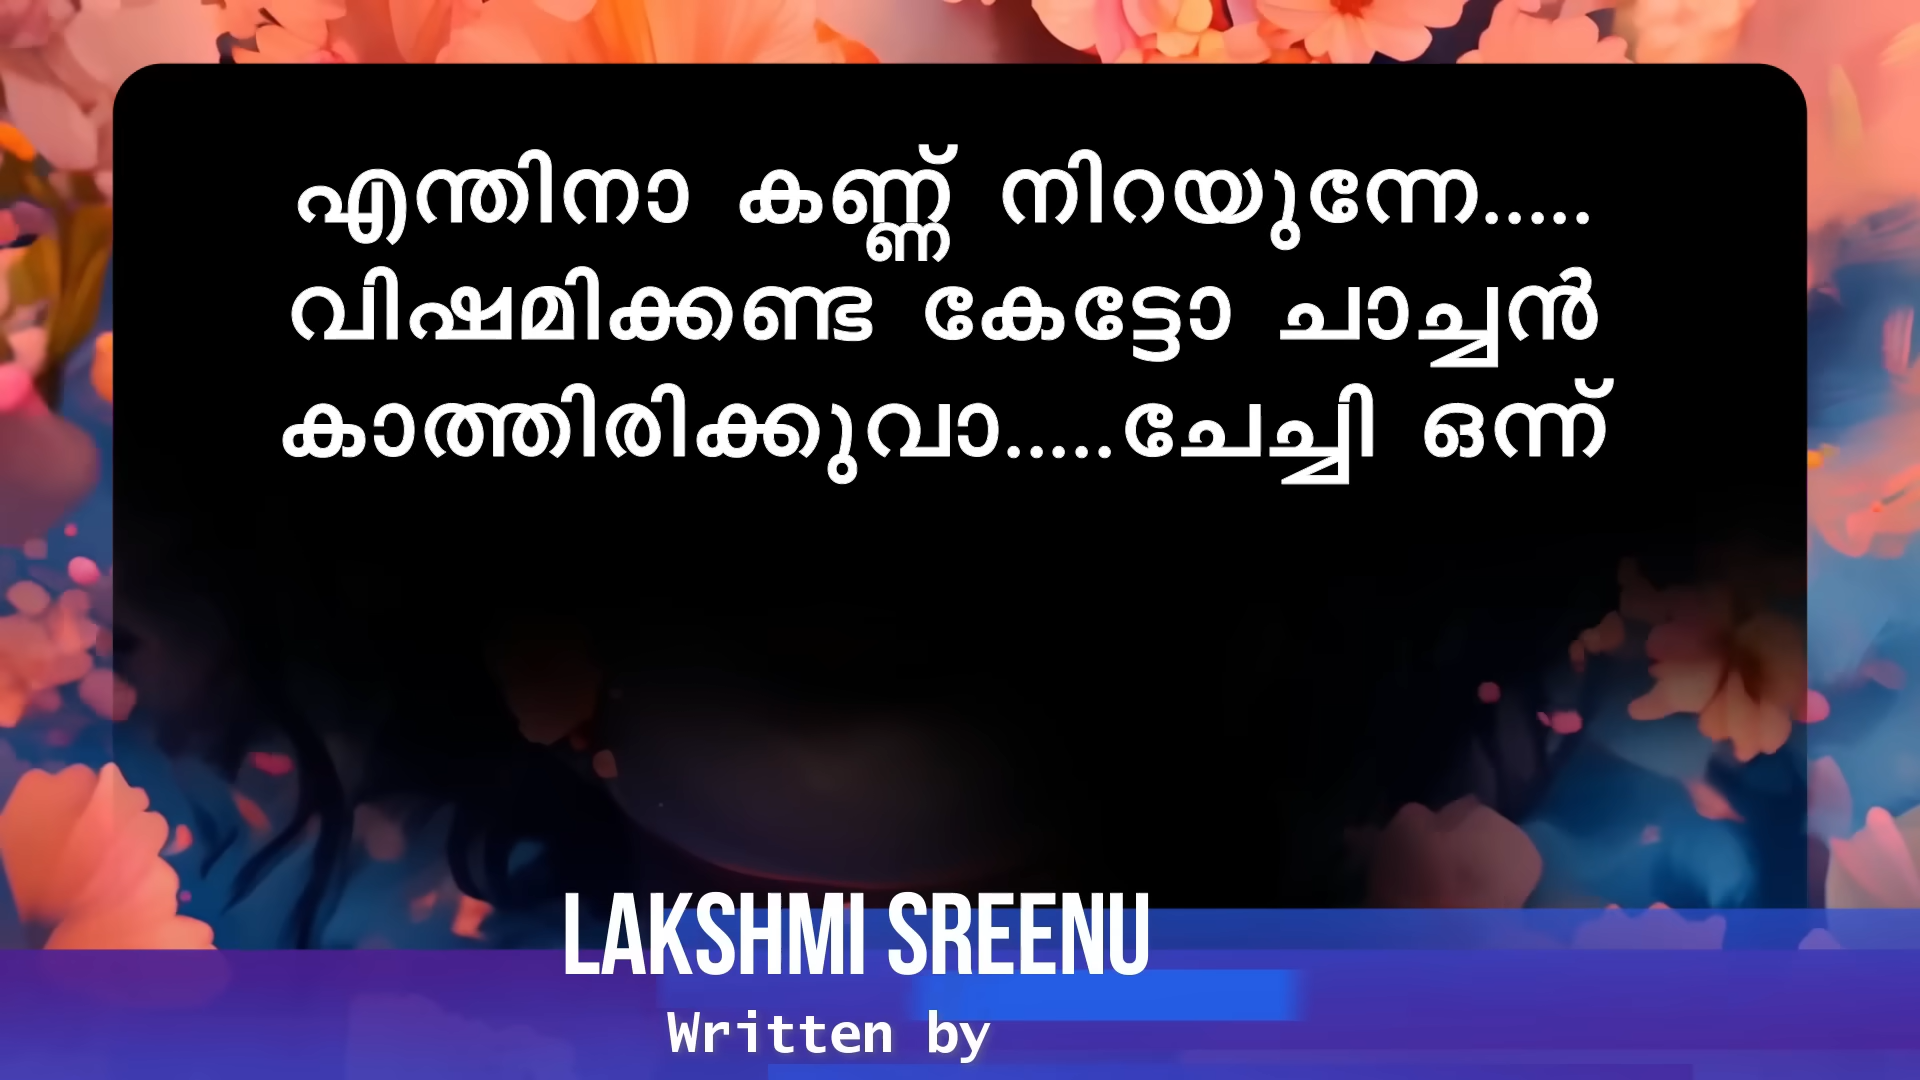 എന്തിനാ കണ്ണ് നിറയുന്നേ.....
വിഷമിക്കണ്ട കേട്ടോ ചാച്ചൻ
കാത്തിരിക്കുവാ.....ചേച്ചി ഒന്ന്
LAKSHMI SREENU
Written by